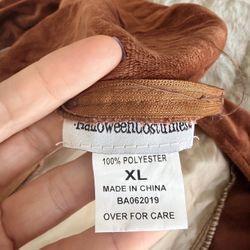 HalloweenCostumes
100% POLYESTER
XL
MADE IN CHINA
BA062019
OVER FOR CARE